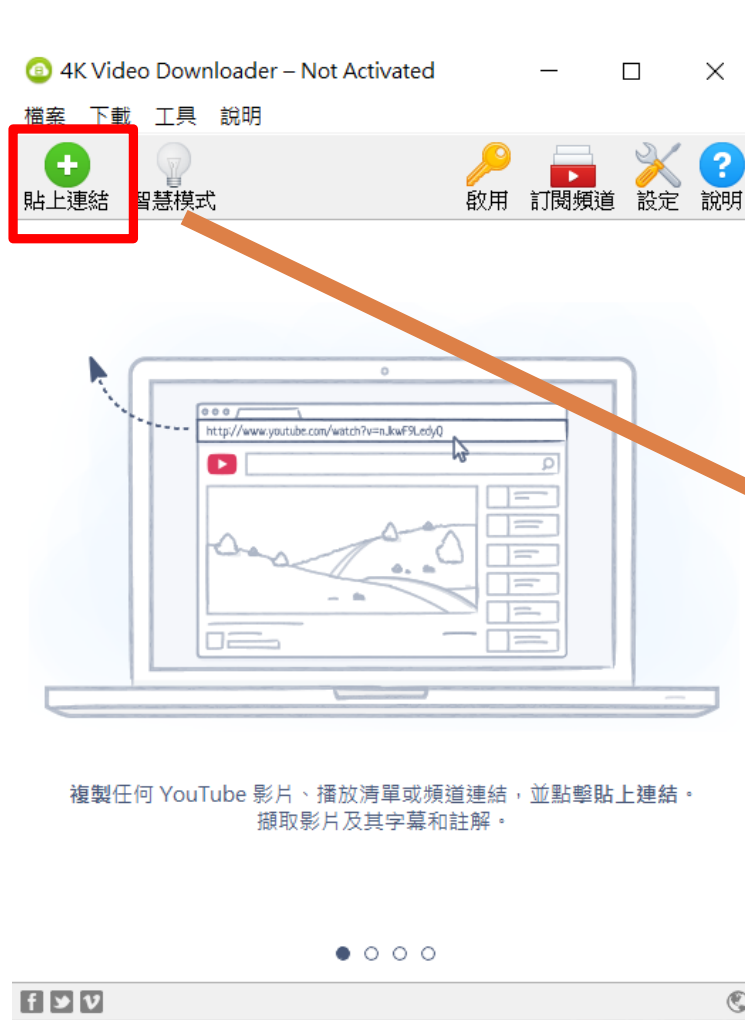 4K Video Downloader – Not Activated
檔案 下載 工具 說明
貼上連結 智慧模式 啟用 訂閱頻道 設定 說明
http://www.youtube.com/watch?v=nJkwF9LedyQ
複製任何 YouTube 影片、播放清單或頻道連結，並點擊貼上連結。
擷取影片及其字幕和註解。